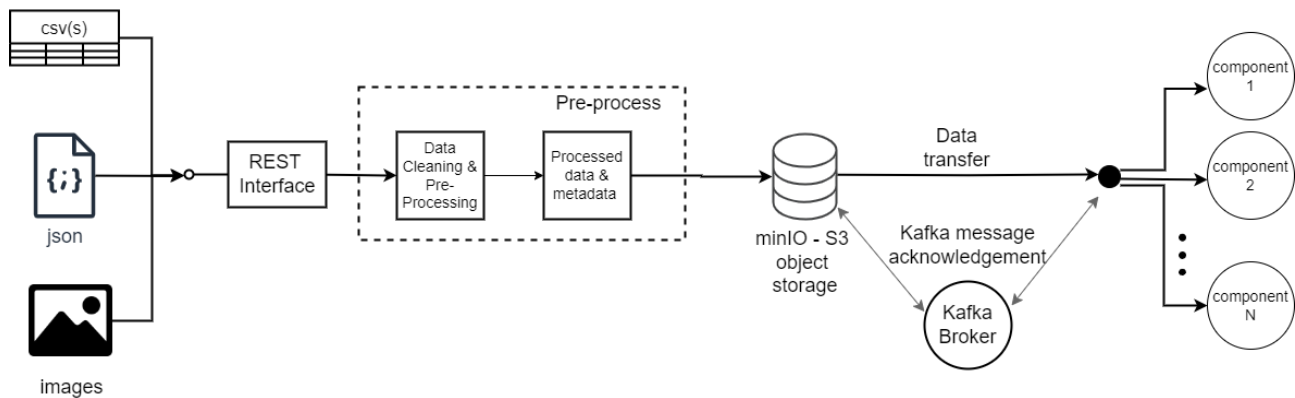 csv(s)
{;}
json
images
REST
Interface
Pre-process
Data
Cleaning &
Pre-
Processing
Processed
data &
metadata
minIO - S3
object
storage
Data
transfer
Kafka message
acknowledgement
Kafka
Broker
component
1
component
2
component
N